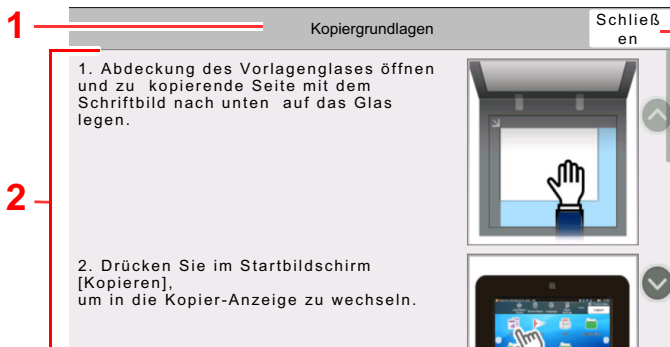 1
Kopiergrundlagen
Schließ
en
2
1. Abdeckung des Vorlagenglases öffnen
und zu kopierende Seite mit dem
Schriftbild nach unten auf das Glas
legen.
2. Drücken Sie im Startbildschirm
[Kopieren],
um in die Kopier-Anzeige zu wechseln.